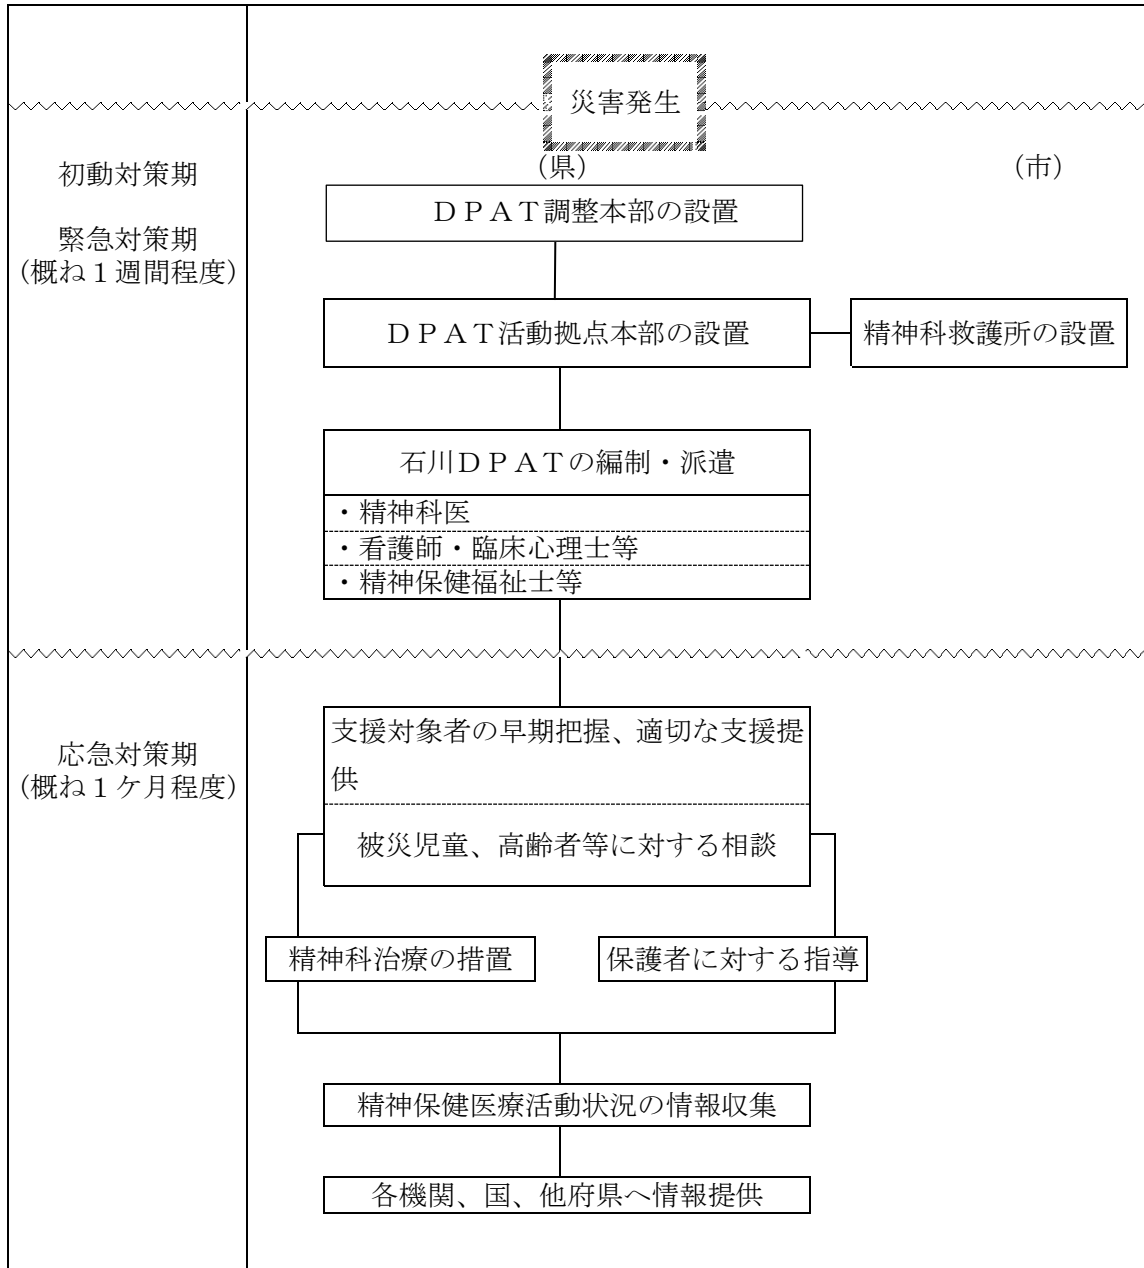 災害発生
初動対策期
(県)
(市)
DPAT調整本部の設置
緊急対策期
(概ね1週間程度)
DPAT活動拠点本部の設置
精神科救護所の設置
石川DPATの編制・派遣
・精神科医
・看護師・臨床心理士等
・精神保健福祉士等
応急対策期
(概ね1ケ月程度)
支援対象者の早期把握、適切な支援提
供
被災児童、高齢者等に対する相談
精神科治療の措置
保護者に対する指導
精神保健医療活動状況の情報収集
各機関、国、他府県へ情報提供